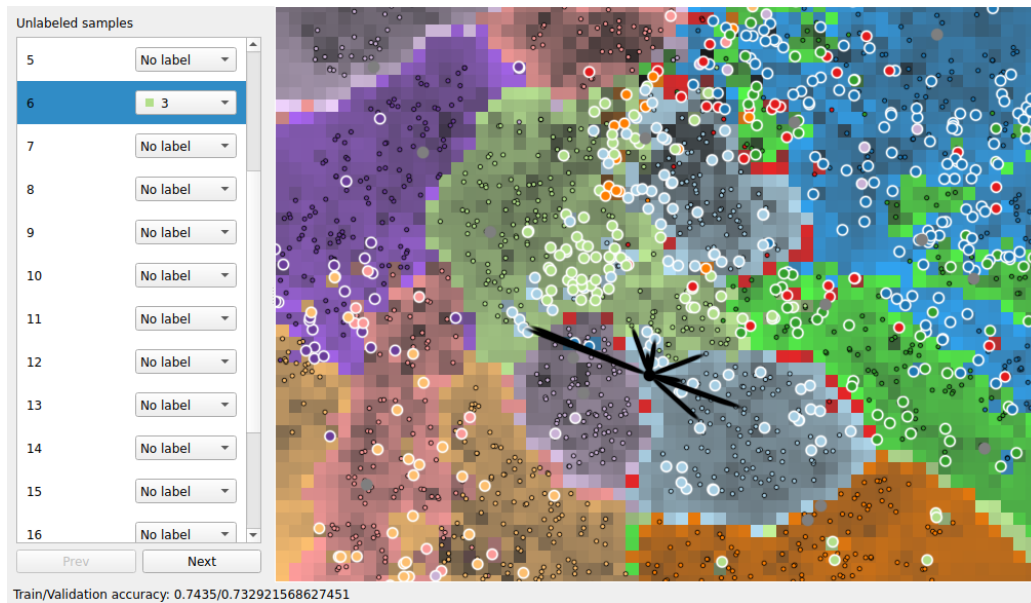 Unlabeled samples
5 No label
6 3
7 No label
8 No label
9 No label
10 No label
11 No label
12 No label
13 No label
14 No label
15 No label
16 No label
Prev Next
Train/Validation accuracy: 0.7435/0.732921568627451